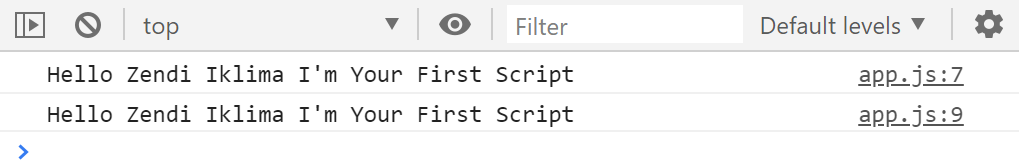 top Filter Default levels
Hello Zendi Iklima I'm Your First Script app.js:7
Hello Zendi Iklima I'm Your First Script app.js:9